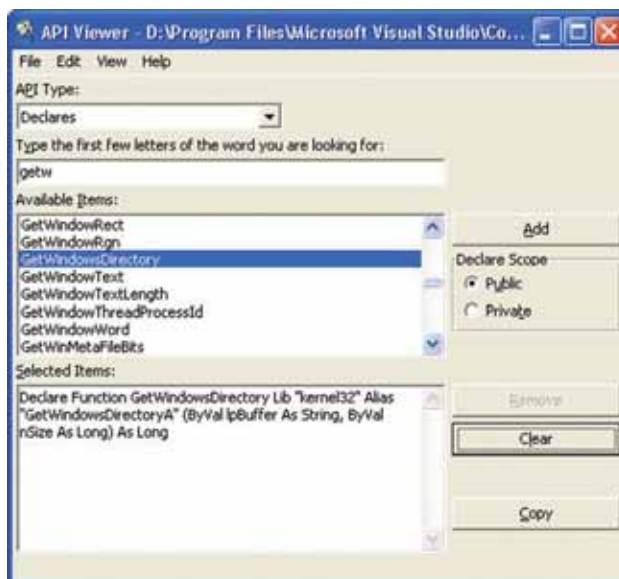 API Viewer - D:\Program Files\Microsoft Visual Studio\Co...
File Edit View Help
API Type:
Declares
Type the first few letters of the word you are looking for:
getw
Available Items:
GetWindowRect
GetWindowRgn
GetWindowsDirectory
GetWindowText
GetWindowTextLength
GetWindowThreadProcessId
GetWindowWord
GetWinMetaFileBits
Add
Declare Scope
Public
Private
Selected Items:
Declare Function GetWindowsDirectory Lib "kernel32" Alias
"GetWindowsDirectoryA" (ByVal lpBuffer As String, ByVal
nSize As Long) As Long
Remove
Clear
Copy